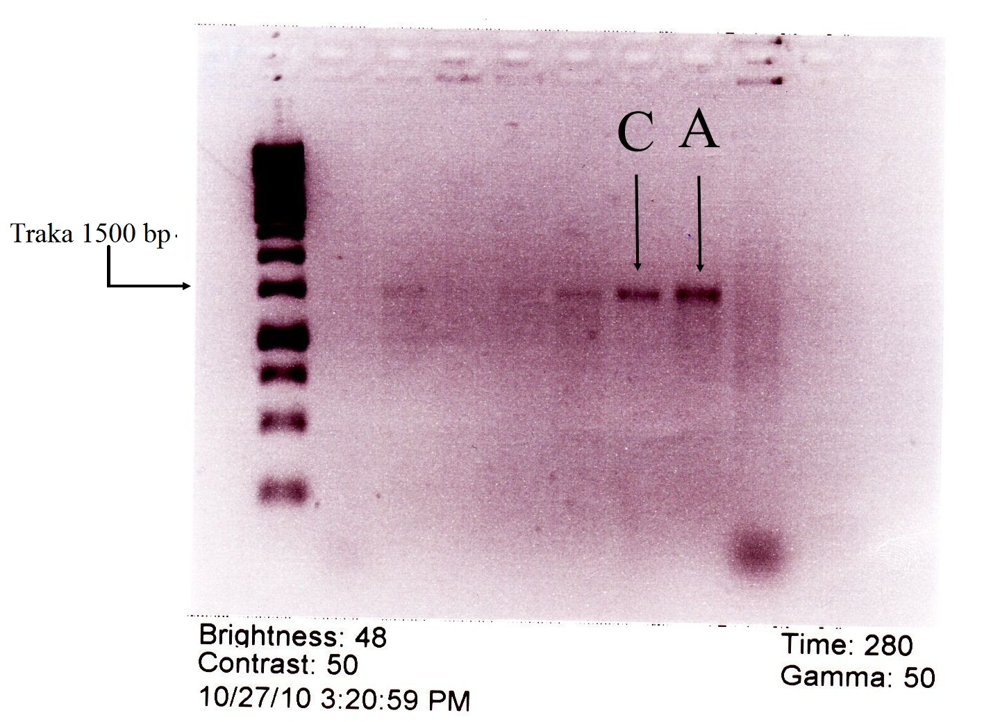 C A
Traka 1500 bp
Brightness: 48
Contrast: 50
10/27/10 3:20:59 PM
Time: 280
Gamma: 50